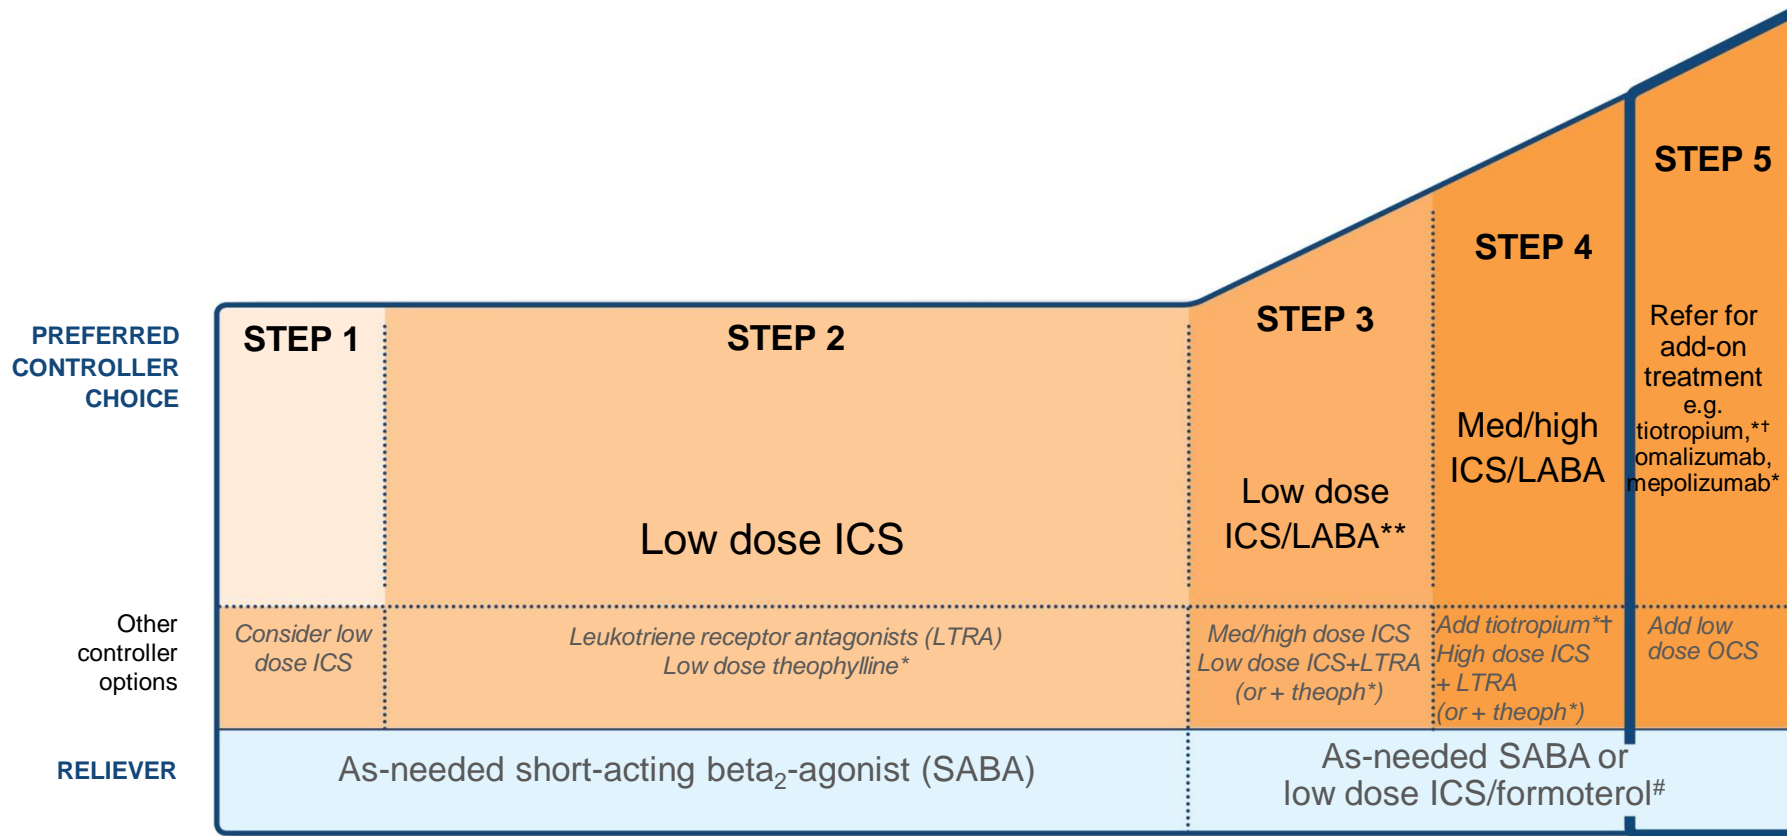 STEP 5
STEP 4
STEP 3
PREFERRED
CONTROLLER
CHOICE
STEP 1
STEP 2
Refer for
add-on
treatment
e.g.
tiotropium,*†
omalizumab,
mepolizumab*
Med/high
ICS/LABA
Low dose
ICS/LABA**
Low dose ICS
Other
controller
options
Consider low
dose ICS
Leukotriene receptor antagonists (LTRA)
Low dose theophylline*
Med/high dose ICS
Low dose ICS+LTRA
(or + theoph*)
Add tiotropium*†
High dose ICS
+ LTRA
(or + theoph*)
Add low
dose OCS
RELIEVER
As-needed short-acting beta2-agonist (SABA)
As-needed SABA or
low dose ICS/formoterol#